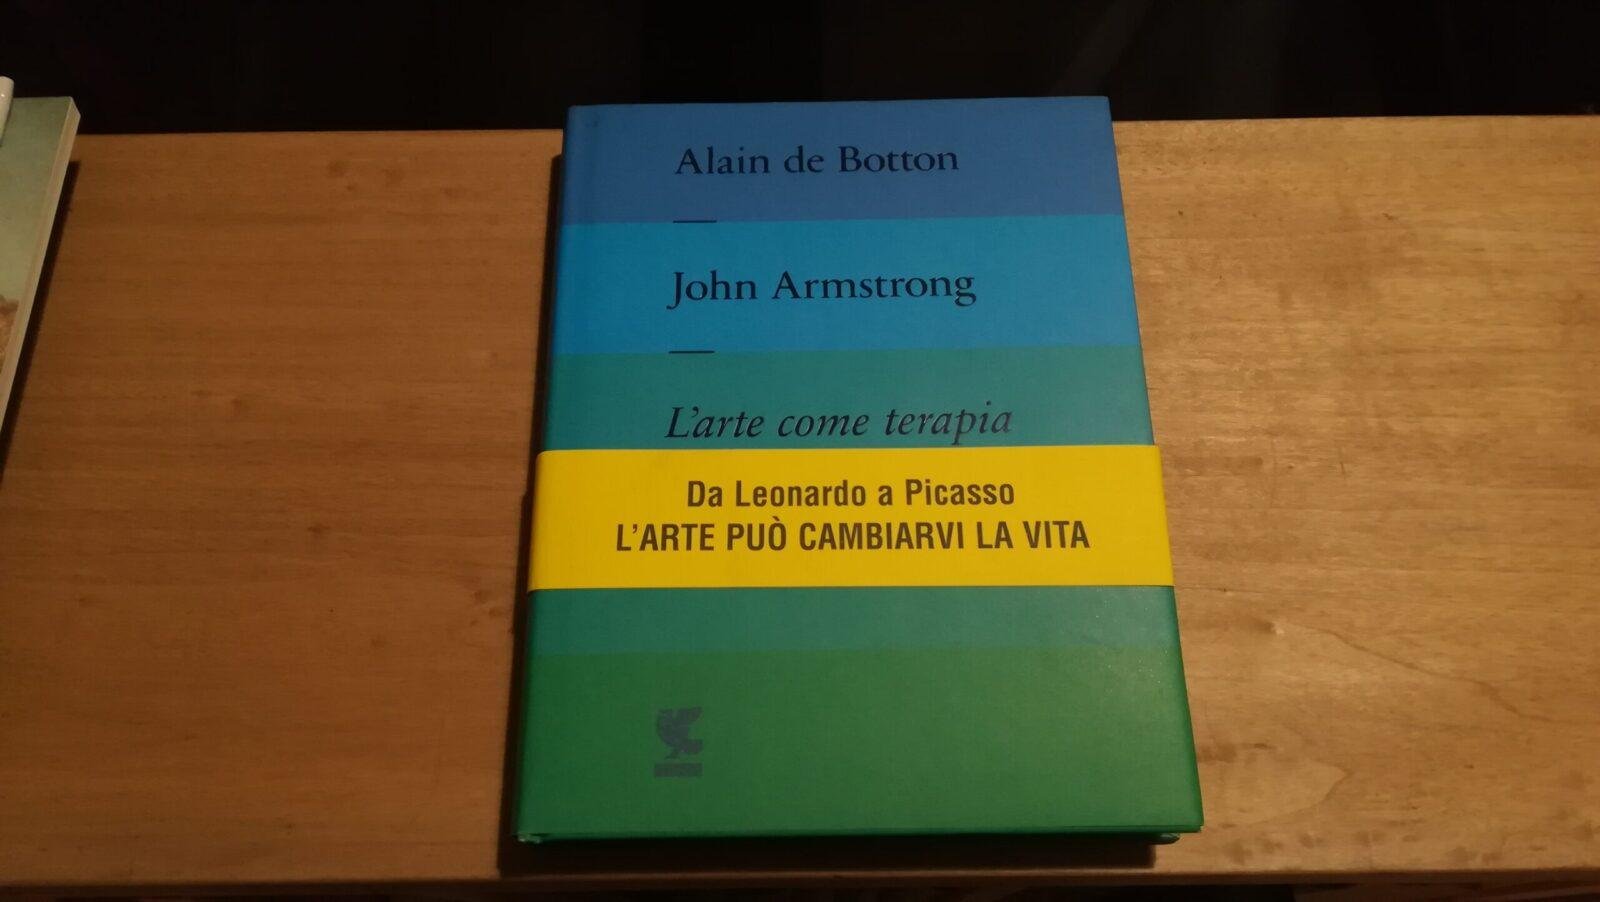 Alain de Botton
John Armstrong
L'arte come terapia
Da Leonardo a Picasso
L'ARTE PUÒ CAMBIARVI LA VITA